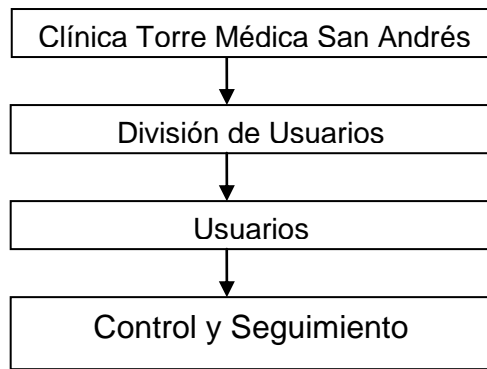 Clínica Torre Médica San Andrés
División de Usuarios
Usuarios
Control y Seguimiento